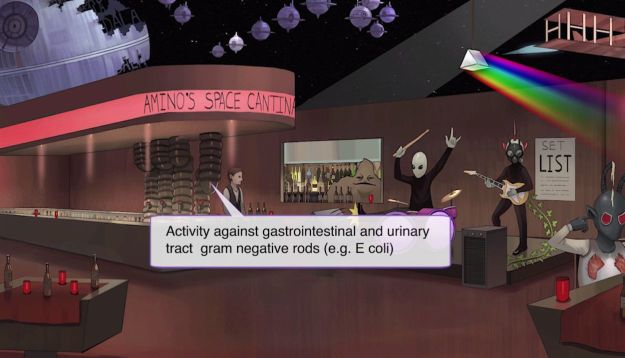 AMINO'S SPACE CANTINA
SET
LIST
Activity against gastrointestinal and urinary
tract gram negative rods (e.g. E coli)